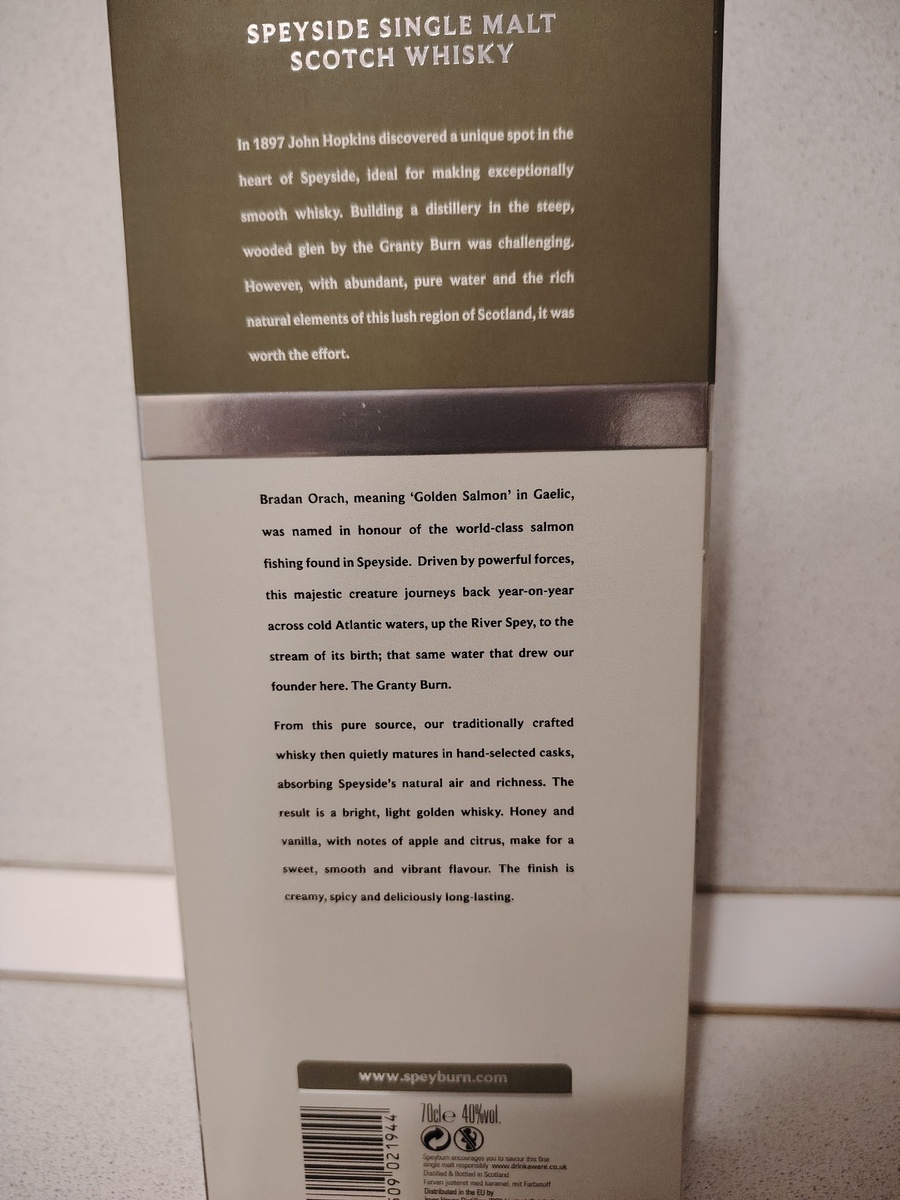 SPEYSIDE SINGLE MALT
SCOTCH WHISKY
In 1897 John Hopkins discovered a unique spot in the
heart of Speyside, ideal for making exceptionally
smooth whisky. Building a distillery in the steep,
wooded glen by the Granty Burn was challenging.
However, with abundant, pure water and the rich
natural elements of this lush region of Scotland, it was
worth the effort.
Bradan Orach, meaning ‘Golden Salmon’ in Gaelic,
was named in honour of the world-class salmon
fishing found in Speyside. Driven by powerful forces,
this majestic creature journeys back year-on-year
across cold Atlantic waters, up the River Spey, to the
stream of its birth; that same water that drew our
founder here. The Granty Burn.
From this pure source, our traditionally crafted
whisky then quietly matures in hand-selected casks,
absorbing Speyside's natural air and richness. The
result is a bright, light golden whisky. Honey and
vanilla, with notes of apple and citrus, make for a
sweet, smooth and vibrant flavour. The finish is
creamy, spicy and deliciously long-lasting.
www.speyburn.com
70cl e 40%vol.
Speyburn encourages you to savour this fine
single malt responsibly www.drinkaware.co.uk
Distilled & Bottled in Scotland
Farvan justeret med karamel, mit Farbstoff
Distributed in the EU by
09 021944